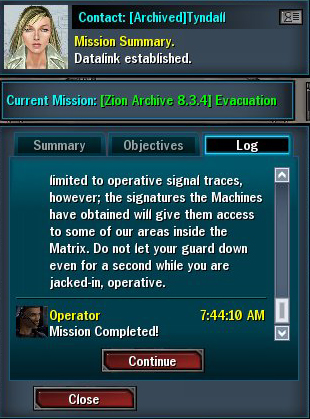 Contact: [Archived]Tyndall
Mission Summary.
Datalink established.
Current Mission: [Zion Archive 8.3.4] Evacuation
Summary
Objectives
Log
limited to operative signal traces,
however; the signatures the Machines
have obtained will give them access
to some of our areas inside the
Matrix. Do not let your guard down
even for a second while you are
jacked-in, operative.
Operator 7:44:10 AM
Mission Completed!
Continue
Close